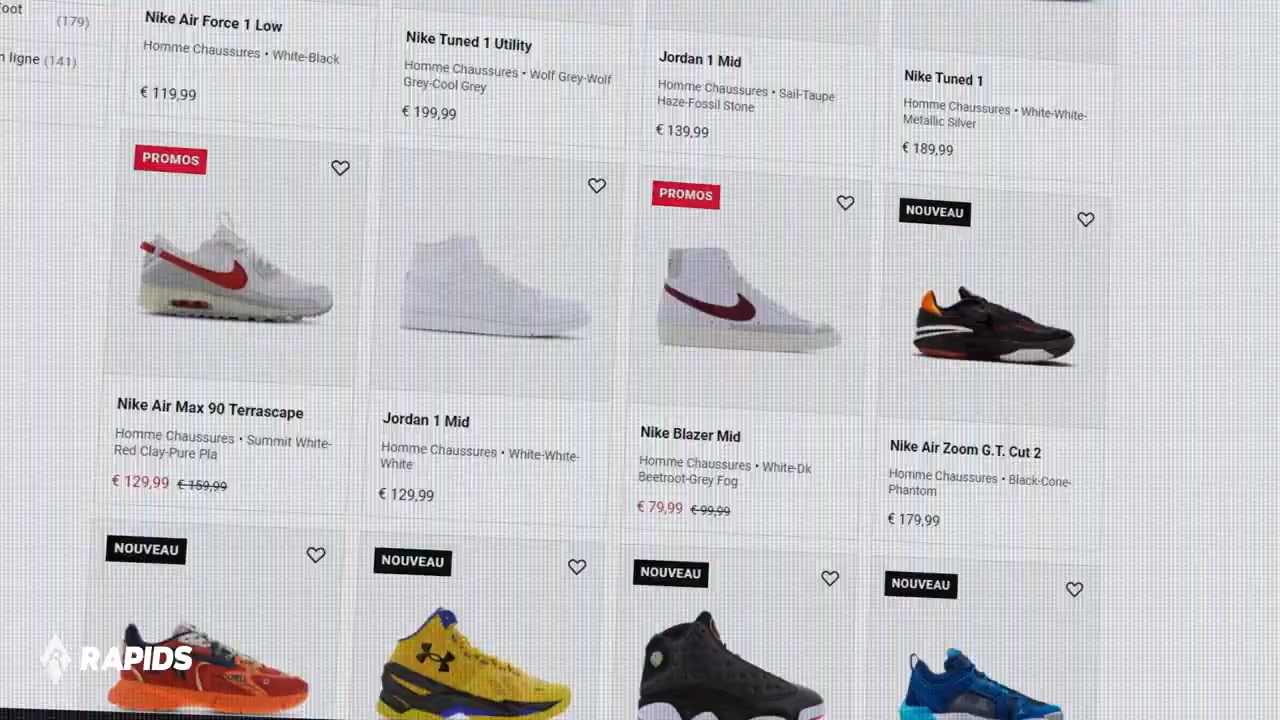 oot
(179)
n ligne (141)
Nike Air Force 1 Low
Homme Chaussures • White-Black
€ 119,99
Nike Tuned 1 Utility
Homme Chaussures • Wolf Grey-Wolf
Grey-Cool Grey
€ 199,99
Jordan 1 Mid
Homme Chaussures • Sail-Taupe
Haze-Fossil Stone
€ 139,99
Nike Tuned 1
Homme Chaussures • White-White-
Metallic Silver
€ 189,99
PROMOS
Nike Air Max 90 Terrascape
Homme Chaussures • Summit White-
Red Clay-Pure Pla
€ 129,99 € 159,99
Jordan 1 Mid
Homme Chaussures • White-White-
White
€ 129,99
PROMOS
Nike Blazer Mid
Homme Chaussures • White-Dk
Beetroot-Grey Fog
€ 79,99 € 99,99
NOUVEAU
Nike Air Zoom G.T. Cut 2
Homme Chaussures • Black-Cone-
Phantom
€ 179,99
NOUVEAU
NOUVEAU
NOUVEAU
NOUVEAU
RAPIDS